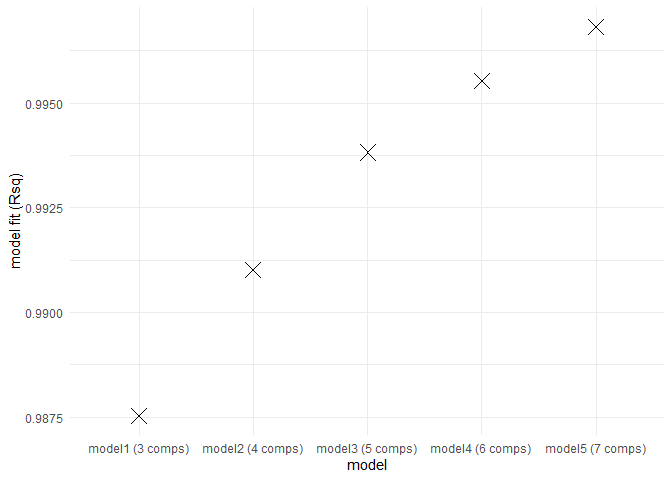 model fit (Rsq)
0.9950
0.9925
0.9900
0.9875
model1 (3 comps) model2 (4 comps) model3 (5 comps) model4 (6 comps) model5 (7 comps)
model